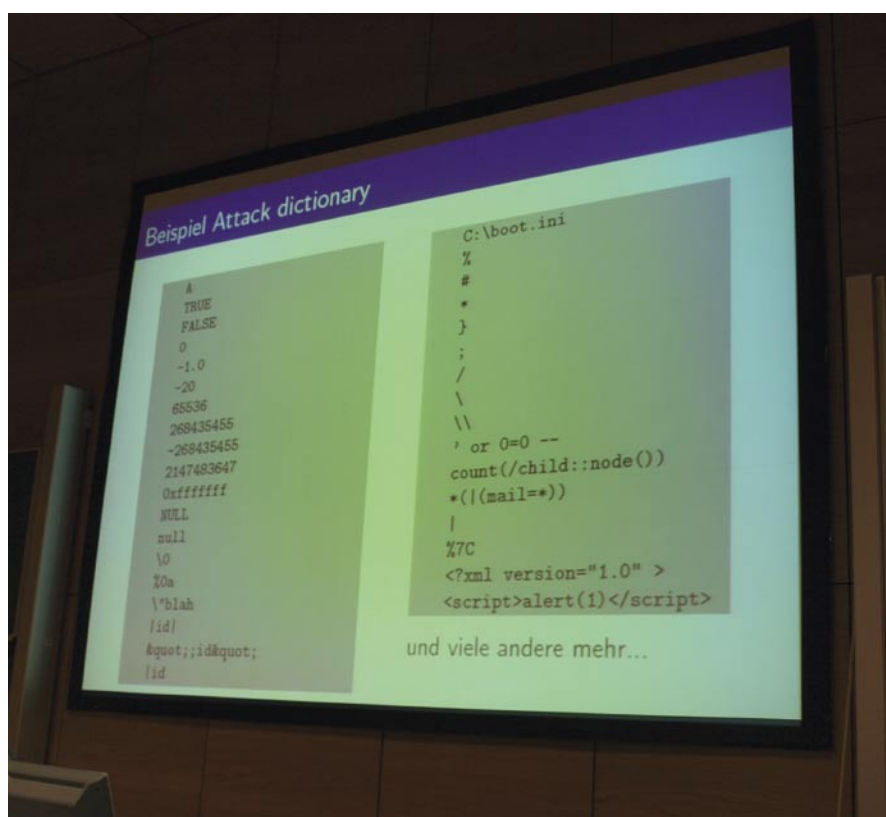 Beispiel Attack dictionary
A
TRUE
FALSE
0
-1.0
-20
65536
268435455
-268435455
2147483647
0xfffffff
NULL
null
\0
%0a
\"blah
|id|
&quot;;id&quot;
|id
C:\boot.ini
%
#
*
}
;
/
\
\\
' or 0=0 --
count(/child::node())
*(|(mail=*))
|
%7C
<?xml version="1.0" >
<script>alert(1)</script>
und viele andere mehr...